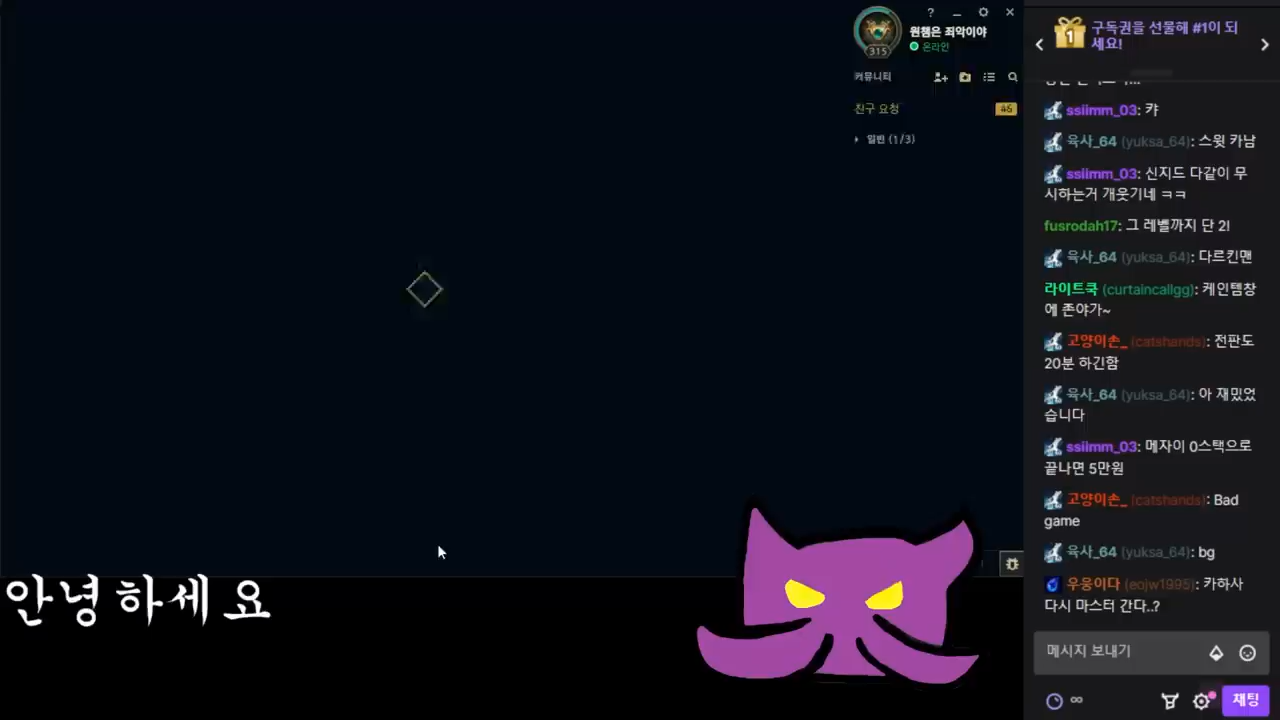 원챔은 죄악이야
315
온라인
커뮤니티
친구 요청
+5
일반 (1/3)
안녕하세요
1
구독권을 선물해 #1이 되
세요!
ssiimm_03: 캬
육사_64 (yuksa_64): 스윗 카남
ssiimm_03: 신지드 다같이 무
시하는거 개웃기네 ㅋㅋ
fusrodah17: 그 레벨까지 단 2!
육사_64 (yuksa_64): 다르킨맨
라이트쿡 (curtaincallgg): 케인템창
에 존야가~
고양이손_ (catshands): 전판도
20분 하긴함
육사_64 (yuksa_64): 아 재밌었
습니다
ssiimm_03: 메자이 0스택으로
끝나면 5만원
고양이손_ (catshands): Bad
game
육사_64 (yuksa_64): bg
우웅이다 (eojw1995): 카하사
다시 마스터 간다..?
메시지 보내기
채팅